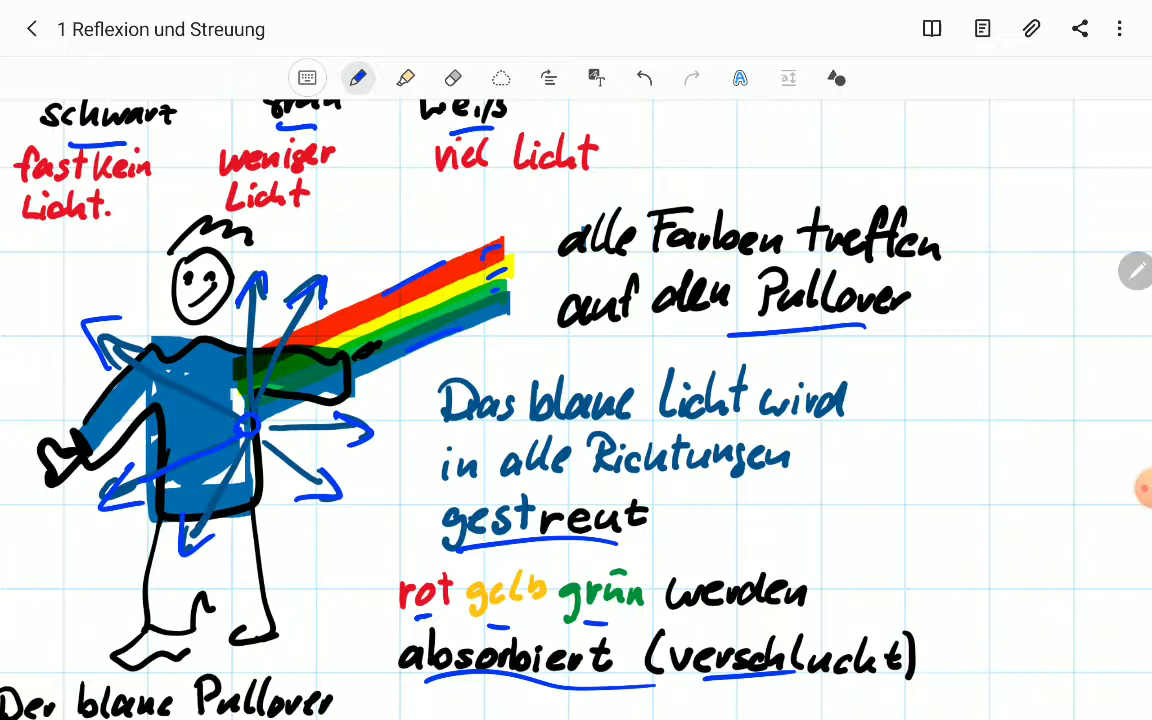 1 Reflexion und Streuung
schwarz grau weiß
fast kein weniger viel Licht
Licht. Licht
alle Farben treffen
auf den Pullover
Das blaue Licht wird
in alle Richtungen
gestreut
rot gelb grün werden
absorbiert (verschluckt)
Der blaue Pullover